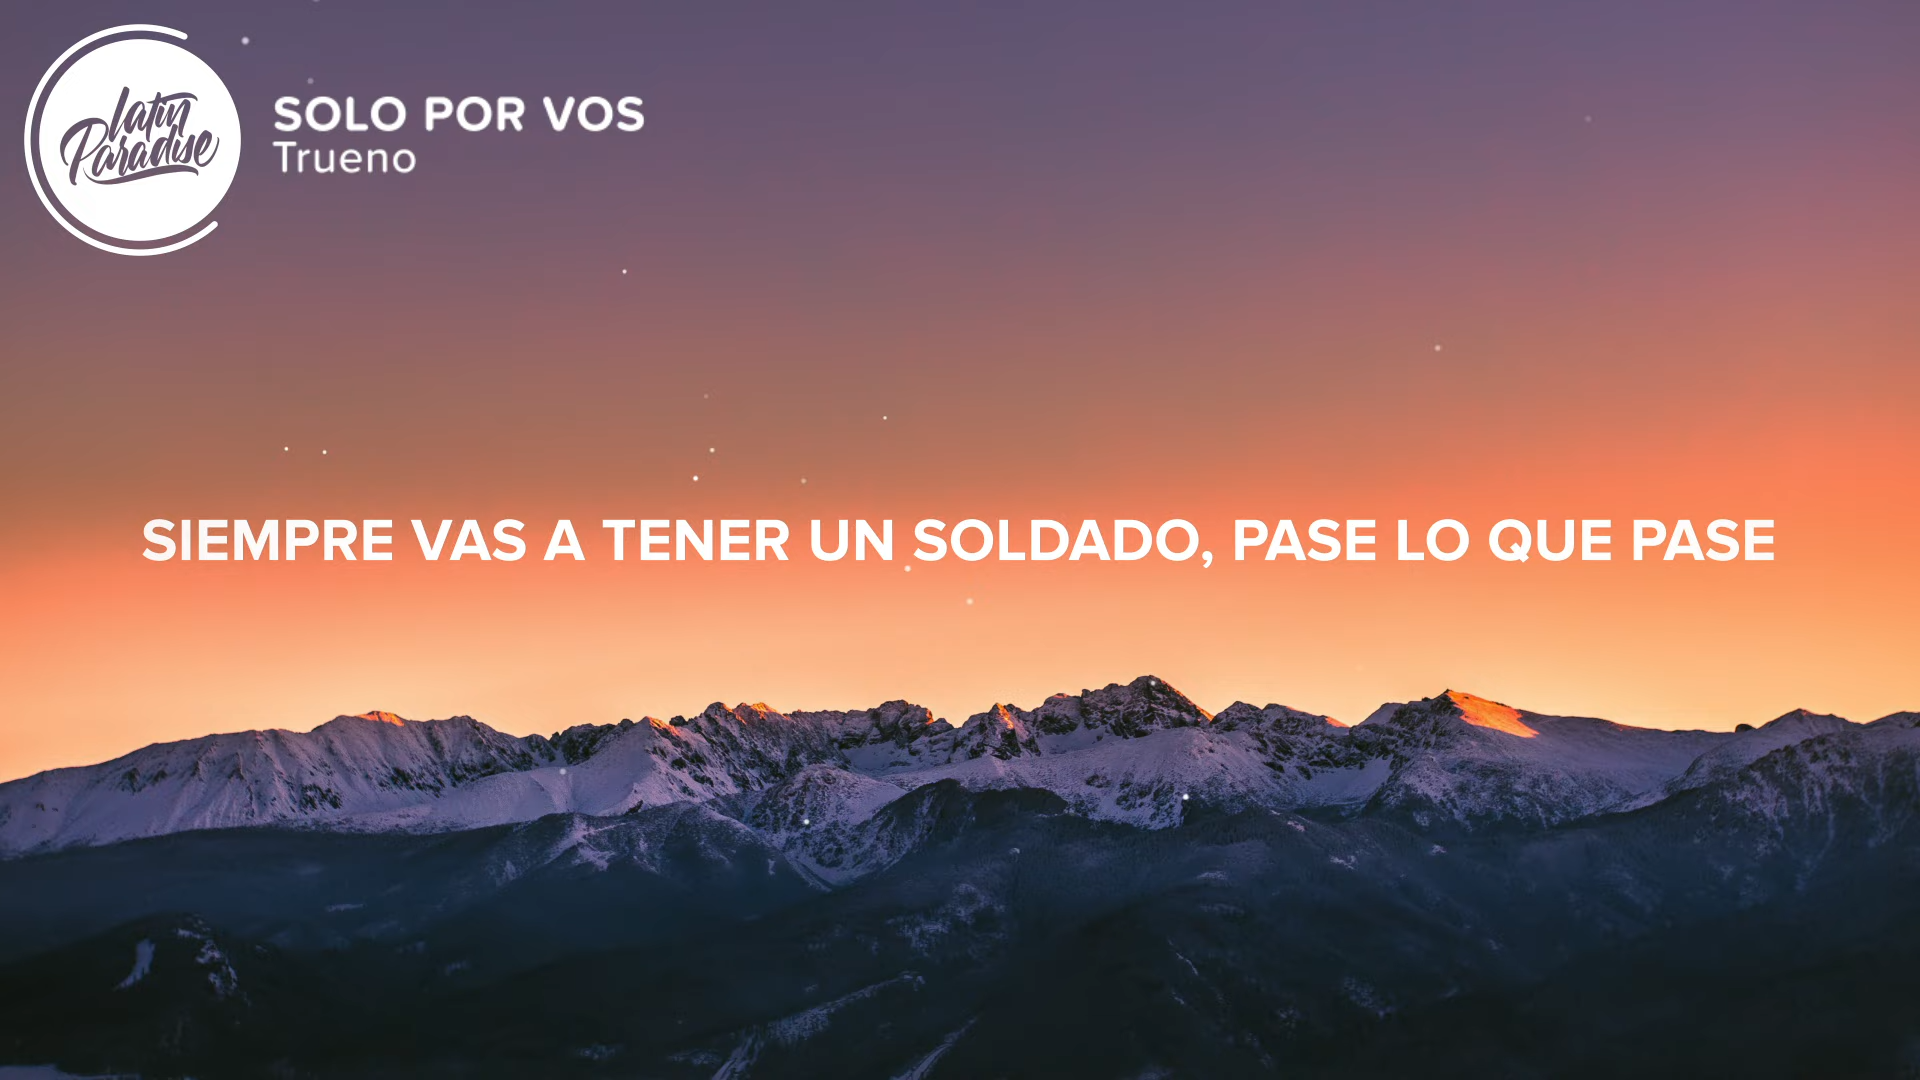 latin
Paradise
SOLO POR VOS
Trueno
SIEMPRE VAS A TENER UN SOLDADO, PASE LO QUE PASE